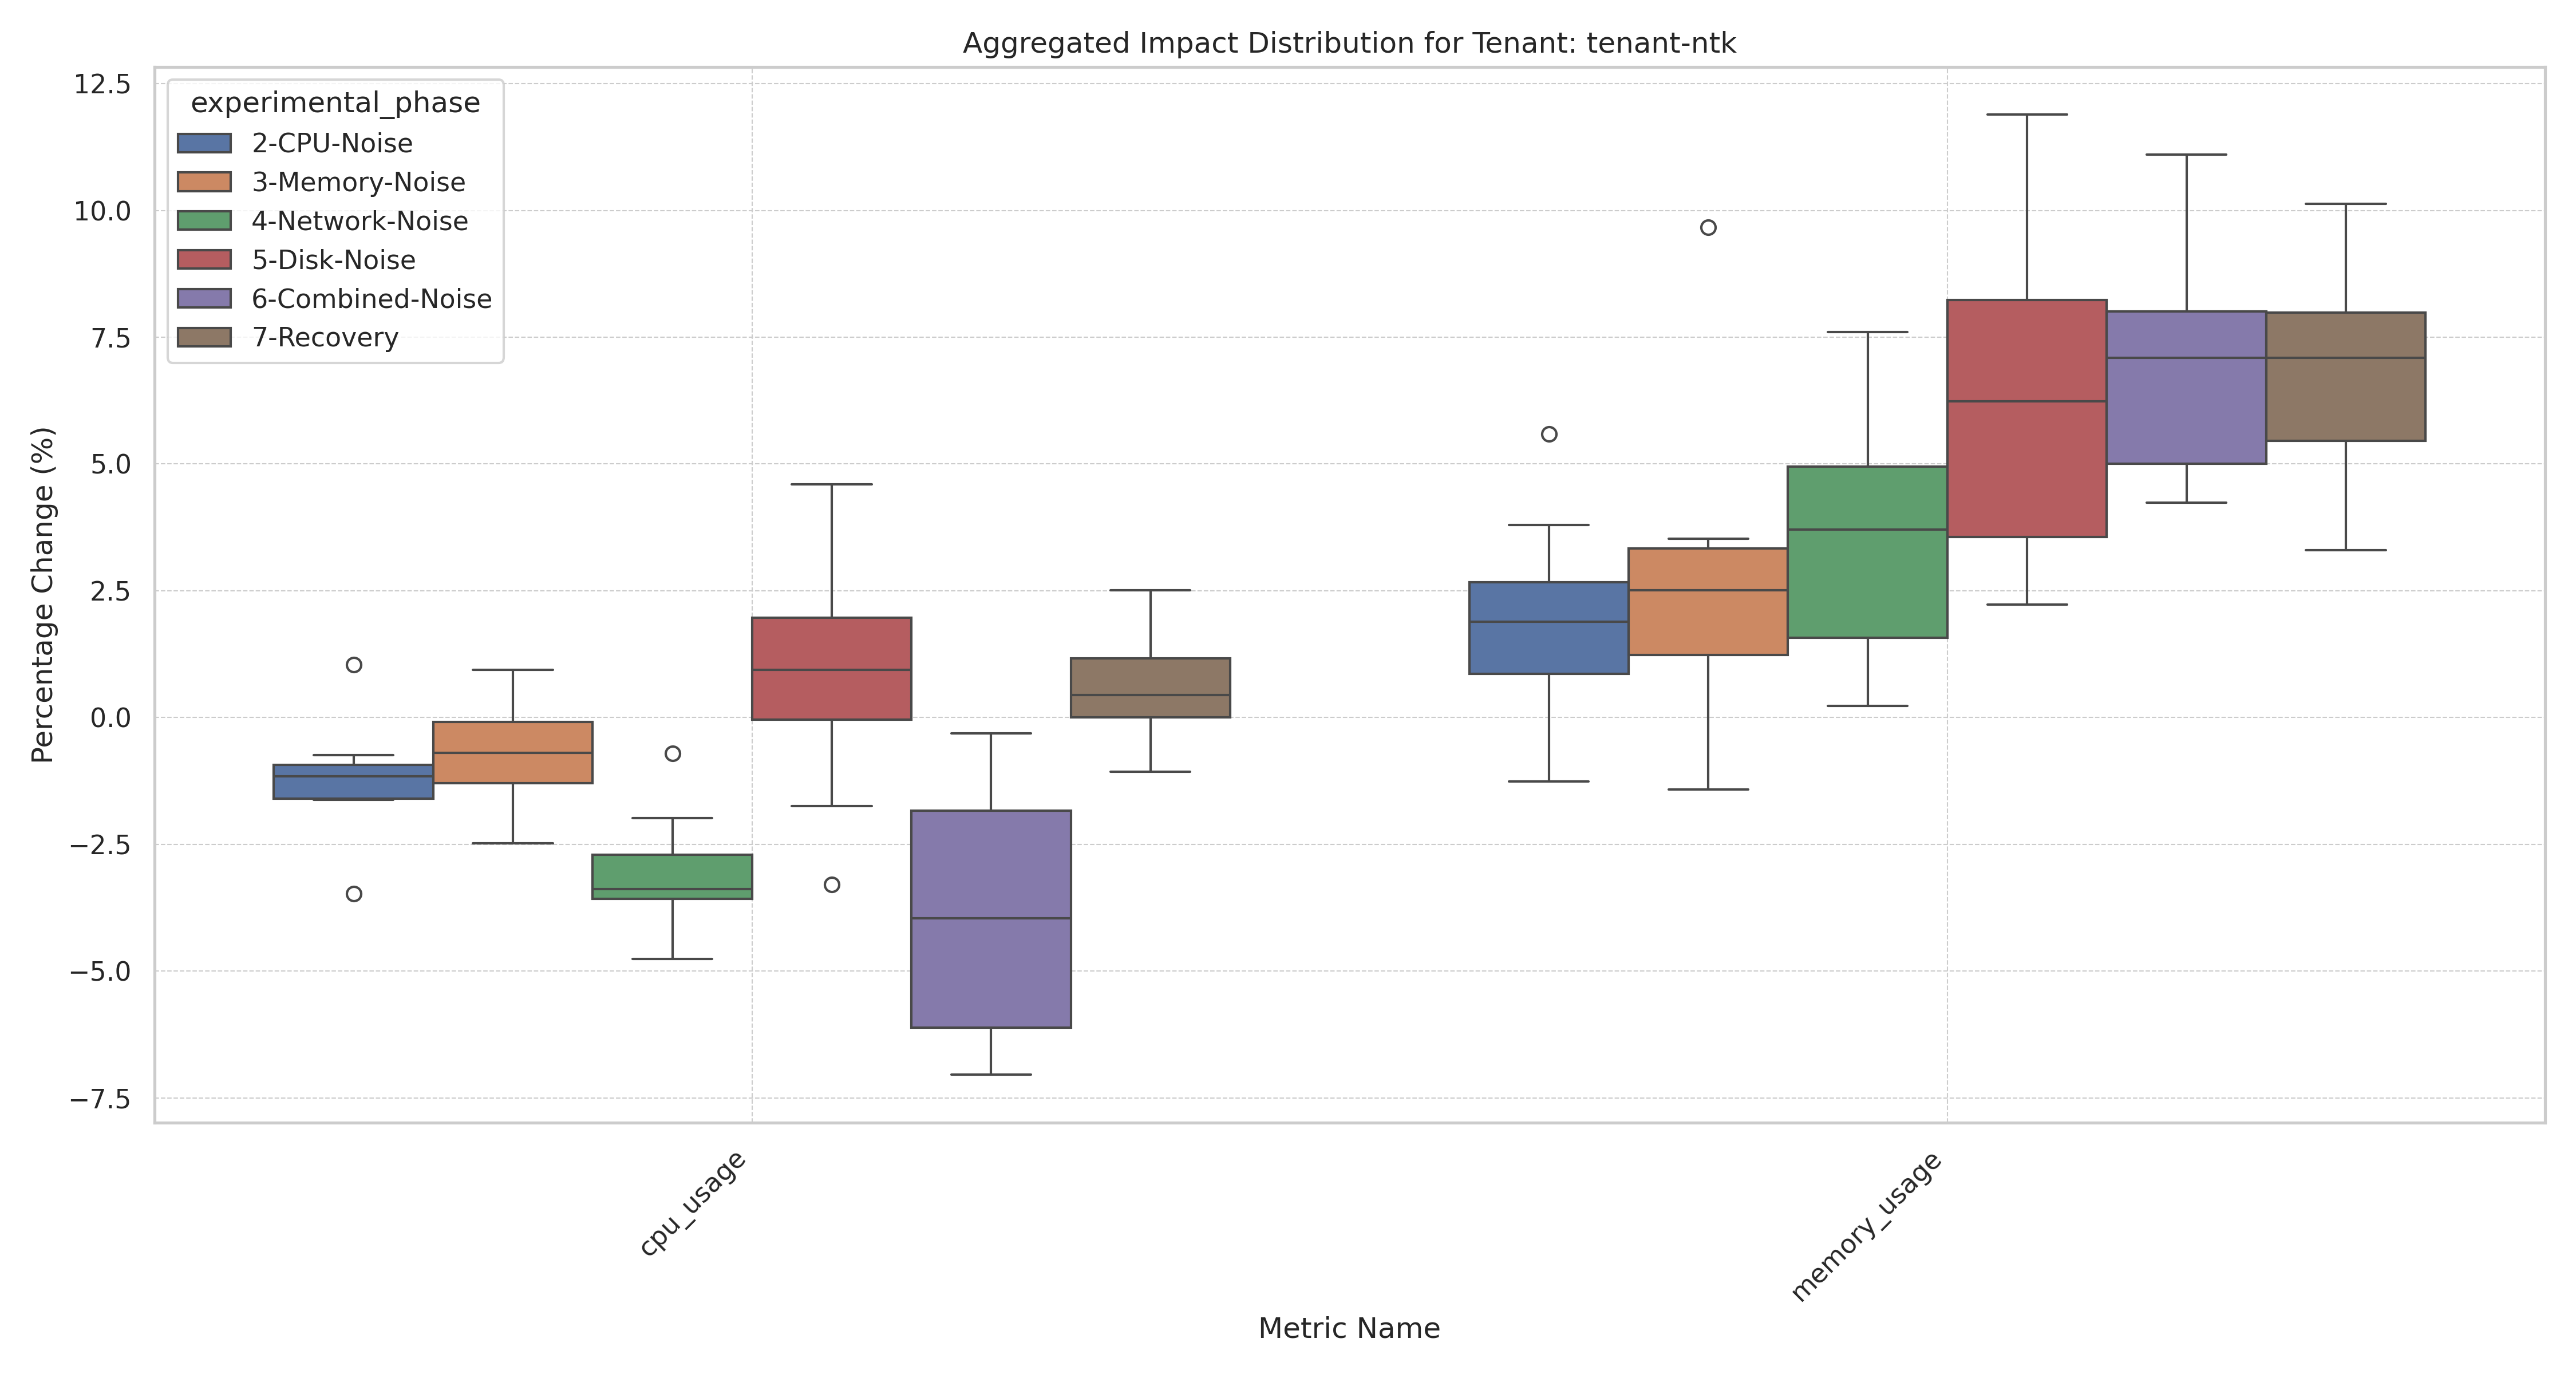 Aggregated Impact Distribution for Tenant: tenant-ntk
experimental_phase
2-CPU-Noise
3-Memory-Noise
4-Network-Noise
5-Disk-Noise
6-Combined-Noise
7-Recovery
Percentage Change (%)
12.5
10.0
7.5
5.0
2.5
0.0
−2.5
−5.0
−7.5
cpu_usage
memory_usage
Metric Name